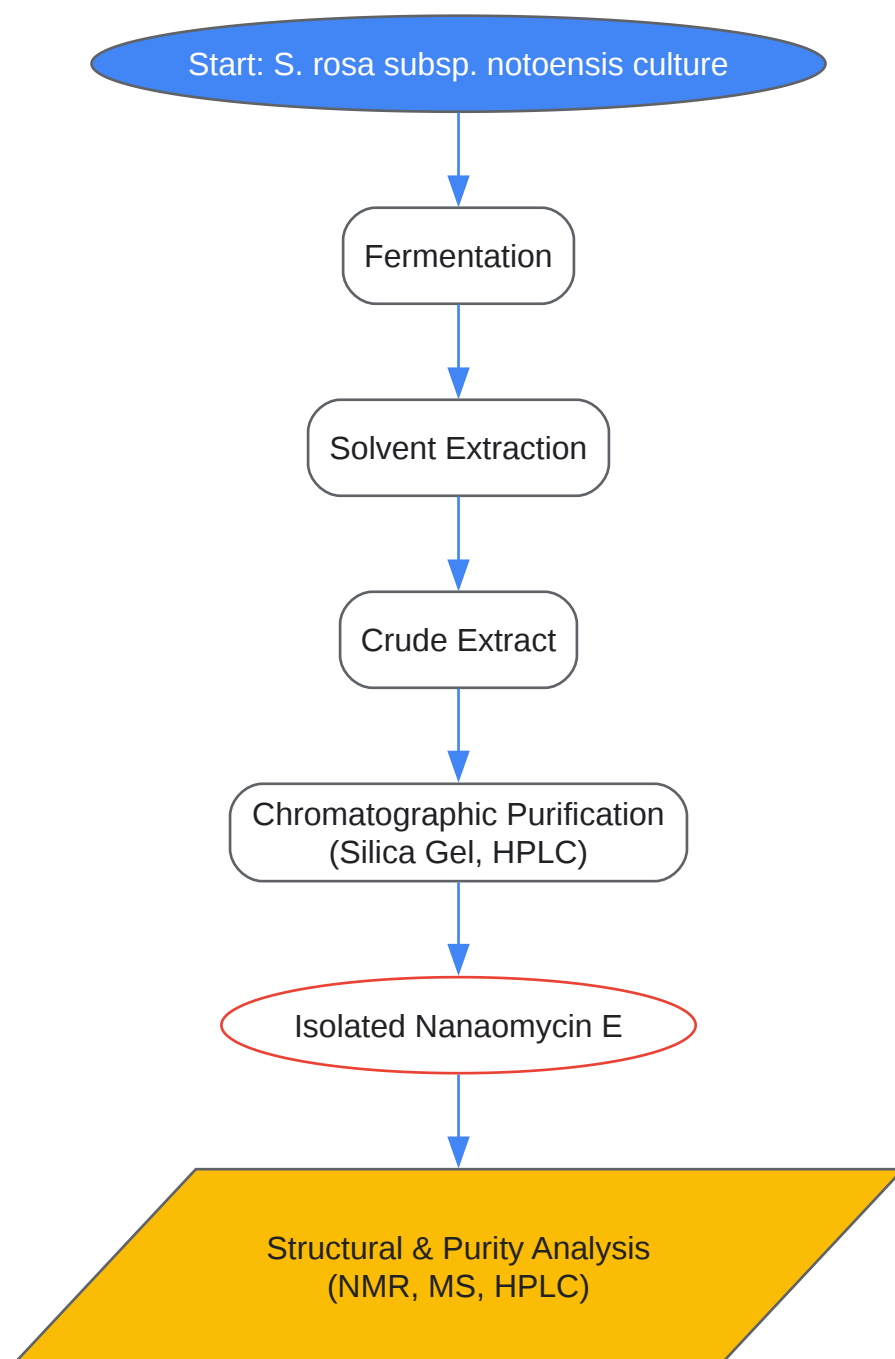 Start: S. rosa subsp. notoensis culture
Fermentation
Solvent Extraction
Crude Extract
Chromatographic Purification
(Silica Gel, HPLC)
Isolated Nanaomycin E
Structural & Purity Analysis
(NMR, MS, HPLC)